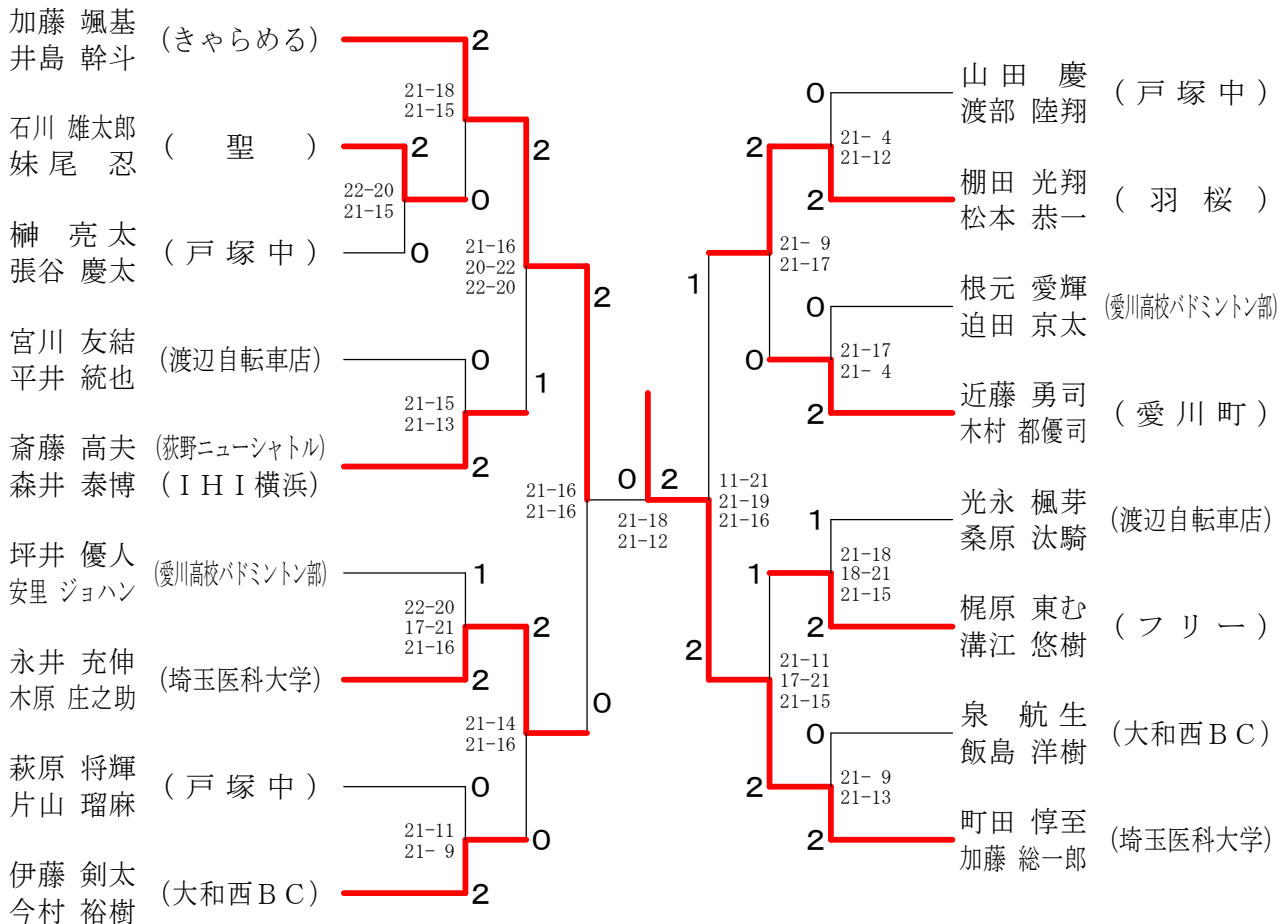 加藤 颯基
井島 幹斗
(きゃらめる)
2
21-18
21-15
石川 雄太郎
妹尾 忍
( 聖 )
2
22-20
21-15
0
榊 亮太
張谷 慶太
(戸塚中)
0
2
21-16
20-22
22-20
宮川 友結
平井 統也
(渡辺自転車店)
0
21-15
21-13
1
斎藤 高夫
森井 泰博
(荻野ニューシャトル)
(ＩＨＩ横浜)
2
2
21-16
21-16
坪井 優人
安里 ジョハン
(愛川高校バドミントン部)
1
22-20
17-21
21-16
2
永井 充伸
木原 庄之助
(埼玉医科大学)
2
21-14
21-16
0
萩原 将輝
片山 瑠麻
(戸塚中)
0
21-11
21- 9
0
伊藤 剣太
今村 裕樹
(大和西ＢＣ)
2
0 2
21-18
21-12
山田 慶
渡部 陸翔
(戸塚中)
0
21- 4
21-12
2
棚田 光翔
松本 恭一
(羽桜)
2
21- 9
21-17
1
根元 愛輝
迫田 京太
(愛川高校バドミントン部)
0
21-17
21- 4
0
近藤 勇司
木村 都優司
(愛川町)
2
11-21
21-19
21-16
光永 楓芽
桑原 汰騎
(渡辺自転車店)
1
21-18
18-21
21-15
1
梶原 東む
溝江 悠樹
(フリー)
2
2
21-11
17-21
21-15
泉 航生
飯島 洋樹
(大和西ＢＣ)
0
21- 9
21-13
2
町田 惇至
加藤 総一郎
(埼玉医科大学)
2